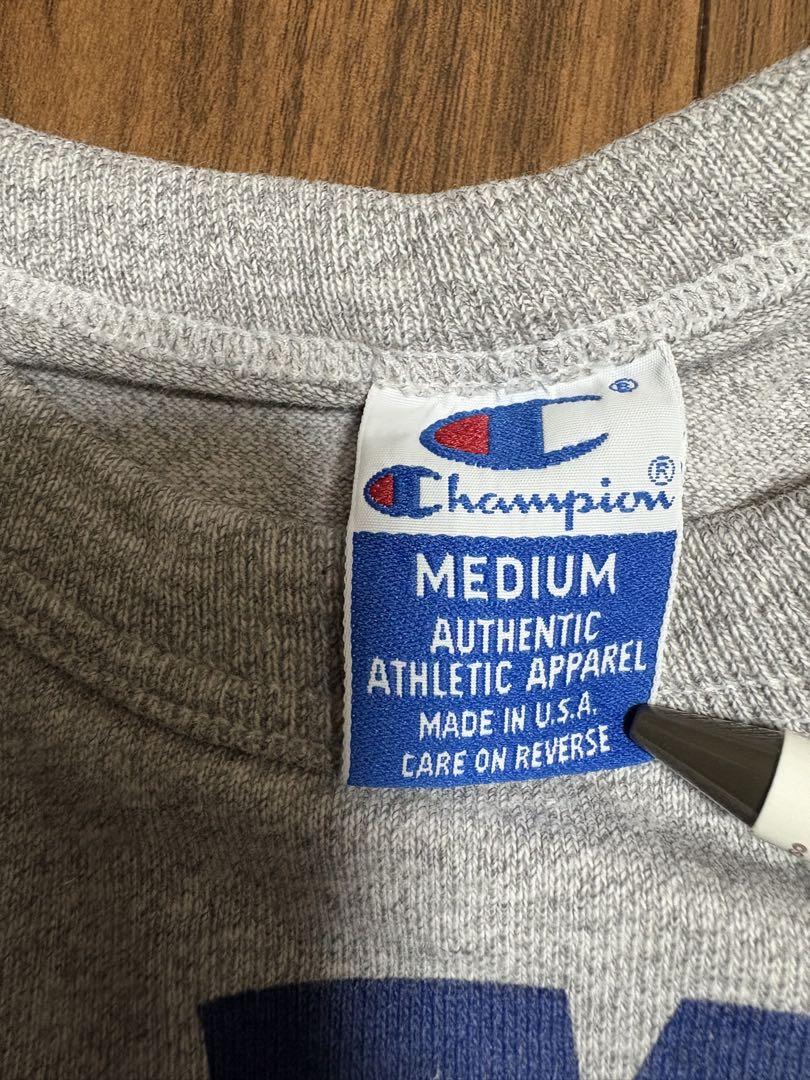 ®
Champion®
MEDIUM
AUTHENTIC
ATHLETIC APPAREL
MADE IN U.S.A.
CARE ON REVERSE